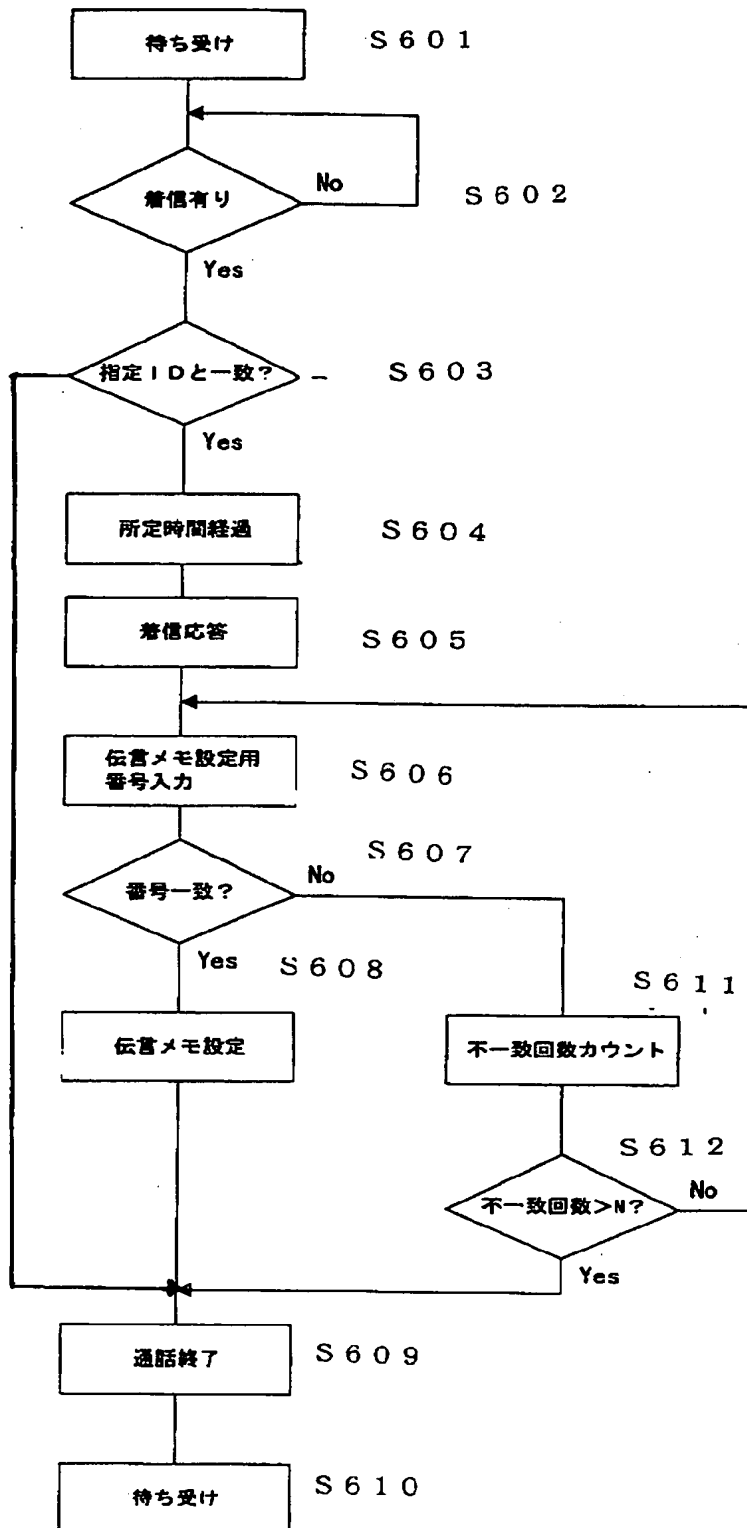 待ち受け
S601
着信有り
No
S602
Yes
指定IDと一致?
S603
Yes
所定時間経過
S604
着信応答
S605
伝言メモ設定用
番号入力
S606
S607
番号一致?
No
Yes
S608
S611
伝言メモ設定
不一致回数カウント
S612
不一致回数>N?
No
Yes
通話終了
S609
待ち受け
S610